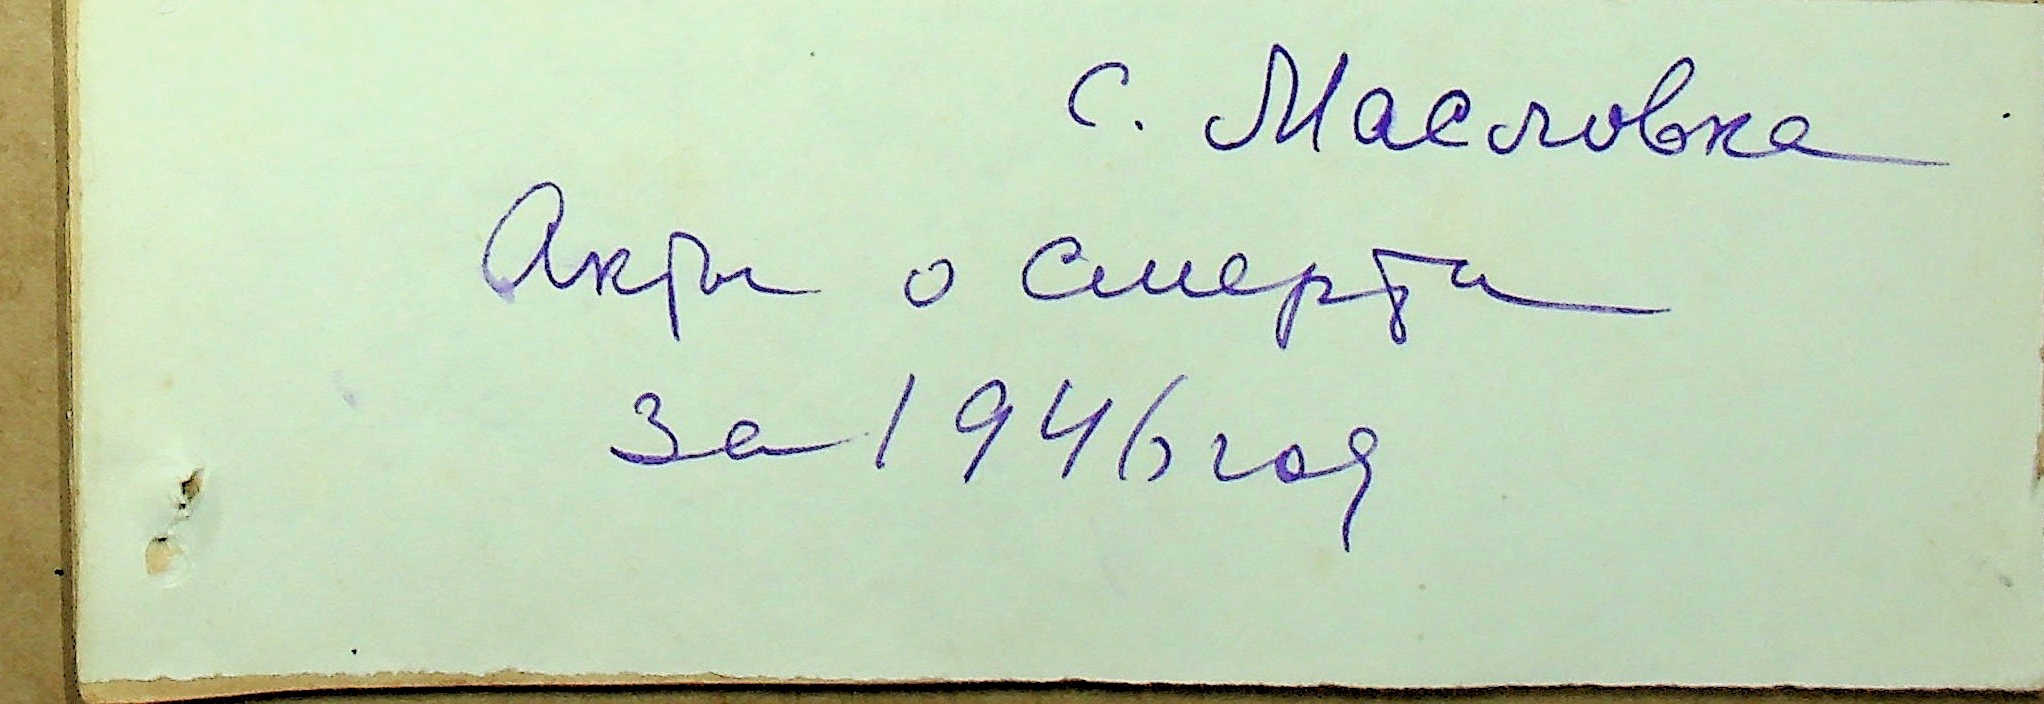 с. Масловка
Акты о смерти
за 1946 год